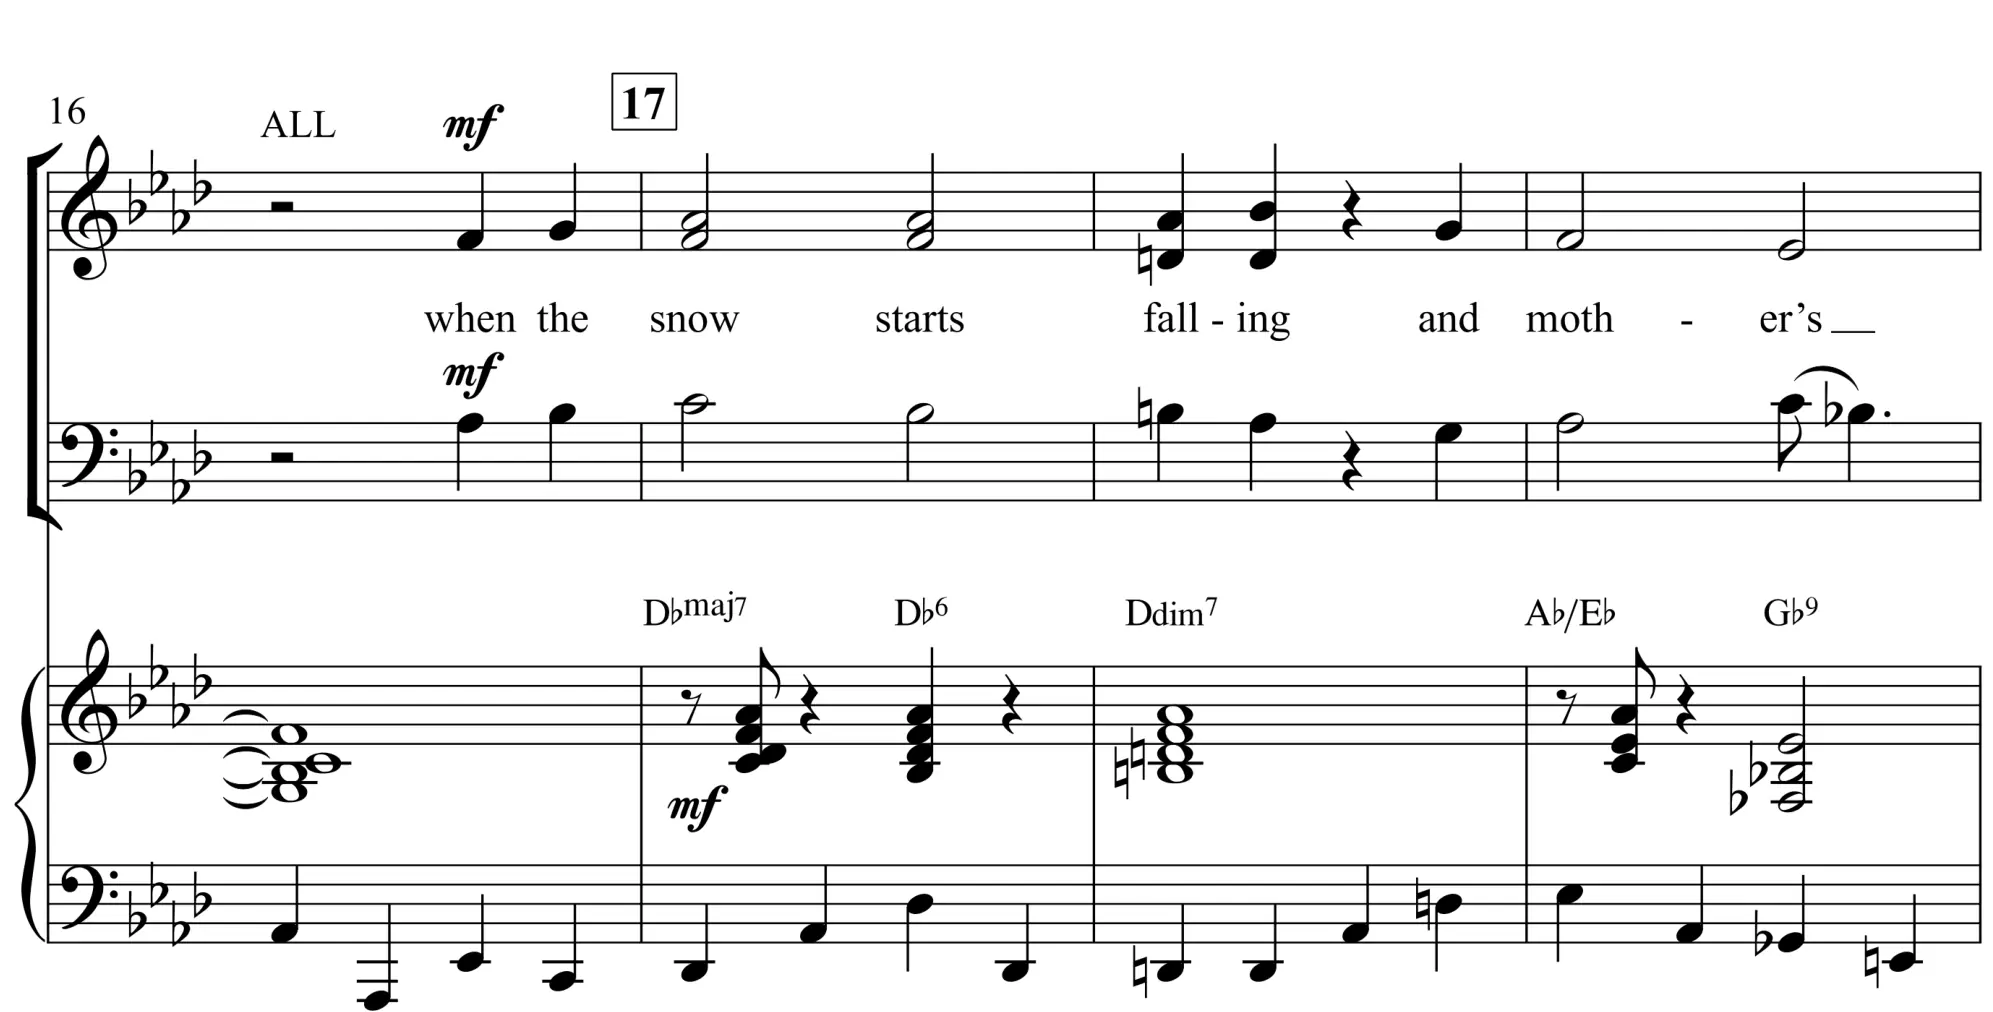 16
ALL
mf
17
when the snow starts fall - ing and moth - er’s
mf
D♭maj7 D♭6 Ddim7 A♭/E♭ G♭9
mf